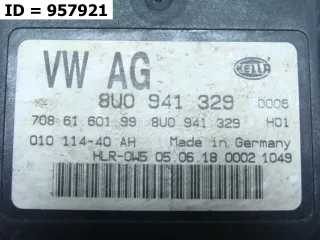 ID = 957921
VW AG
HELLA
8U0 941 329 0006
708 61 601 99 8U0 941 329 H01
010 114-40 AH Made in Germany
HLR-0W5 05.06.18 0002 1049